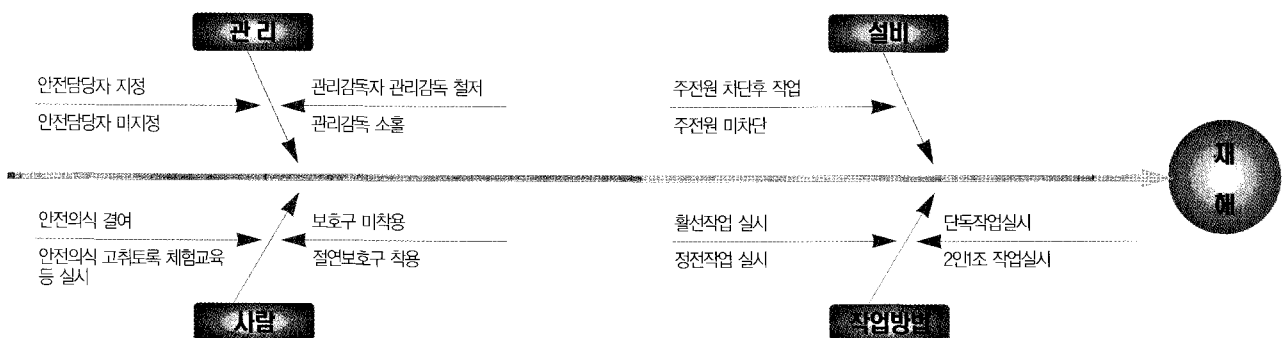 관리
설비
안전담당자 지정
관리감독자 관리감독 철저
주전원 차단후 작업
안전담당자 미지정
관리감독 소홀
주전원 미차단
재
해
안전의식 결여
보호구 미착용
활선작업 실시
단독작업실시
안전의식 고취토록 체험교육
등 실시
절연보호구 착용
정전작업 실시
2인1조 작업실시
사람
작업방법